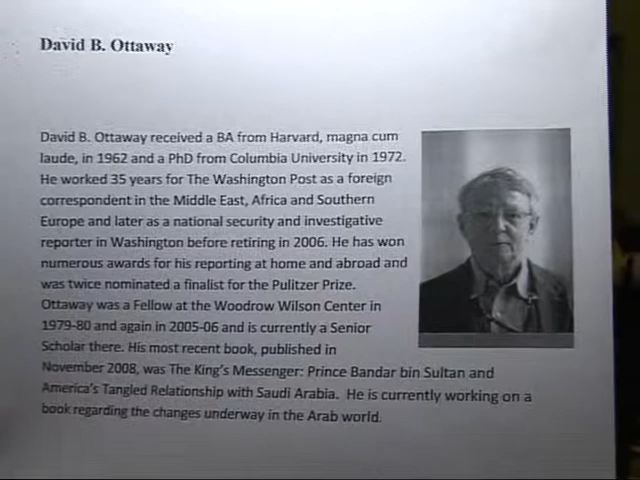 David B. Ottaway
David B. Ottaway received a BA from Harvard, magna cum
laude, in 1962 and a PhD from Columbia University in 1972.
He worked 35 years for The Washington Post as a foreign
correspondent in the Middle East, Africa and Southern
Europe and later as a national security and investigative
reporter in Washington before retiring in 2006. He has won
numerous awards for his reporting at home and abroad and
was twice nominated a finalist for the Pulitzer Prize.
Ottaway was a Fellow at the Woodrow Wilson Center in
1979-80 and again in 2005-06 and is currently a Senior
Scholar there. His most recent book, published in
November 2008, was The King's Messenger: Prince Bandar bin Sultan and
America's Tangled Relationship with Saudi Arabia. He is currently working on a
book regarding the changes underway in the Arab world.